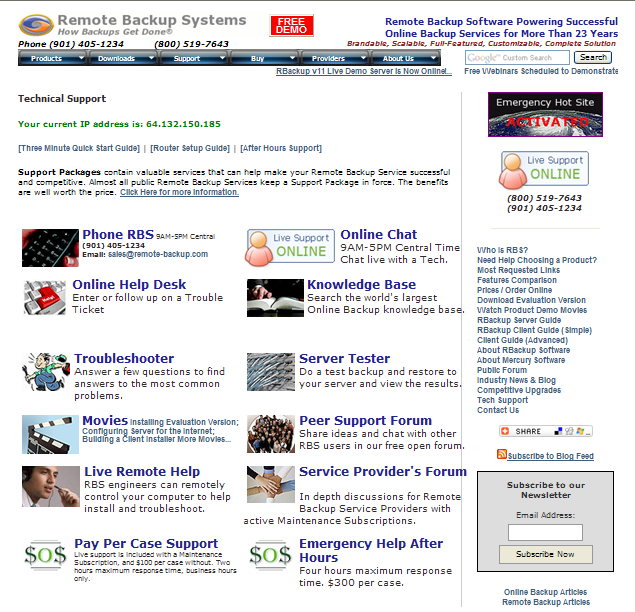 Remote Backup Systems
How Backups Get Done®
FREE
DEMO
Remote Backup Software Powering Successful
Online Backup Services for More Than 23 Years
Phone (901) 405-1234 (800) 519-7643
Brandable, Scalable, Full-Featured, Customizable, Complete Solution
Products Downloads Support Buy Providers About Us
Google™ Custom Search Search
RBackup v11 Live Demo Server is Now Online!..
Free Webinars Scheduled to Demonstrate
Technical Support
Your current IP address is: 64.132.150.185
[Three Minute Quick Start Guide] | [Router Setup Guide] | [After Hours Support]
Support Packages contain valuable services that can help make your Remote Backup Service successful
and competitive. Almost all public Remote Backup Services keep a Support Package in force. The benefits
are well worth the price. Click Here for more information.
Phone RBS 9AM-5PM Central
(901) 405-1234
Email: sales@remote-backup.com
Live Support
ONLINE
Online Chat
9AM-5PM Central Time
Chat live with a Tech.
Help!
Online Help Desk
Enter or follow up on a Trouble
Ticket
Knowledge Base
Search the world's largest
Online Backup knowledge base.
Troubleshooter
Answer a few questions to find
answers to the most common
problems.
Server Tester
Do a test backup and restore to
your server and view the results.
Movies Installing Evaluation Version;
Configuring Server for the Internet;
Building a Client Installer More Movies...
Peer Support Forum
Share ideas and chat with other
RBS users in our free open forum.
Live Remote Help
RBS engineers can remotely
control your computer to help
install and troubleshoot.
Service Provider's Forum
In depth discussions for Remote
Backup Service Providers with
active Maintenance Subscriptions.
$O$
Pay Per Case Support
Live support is included with a Maintenance
Subscription, and $100 per case without. Two
hours maximum response time, business hours
only.
$O$
Emergency Help After
Hours
Four hours maximum response
time. $300 per case.
Emergency Hot Site
ACTIVATED
Live Support
ONLINE
(800) 519-7643
(901) 405-1234
Who is RBS?
Need Help Choosing a Product?
Most Requested Links
Features Comparison
Prices / Order Online
Download Evaluation Version
Watch Product Demo Movies
RBackup Server Guide
RBackup Client Guide (Simple)
Client Guide (Advanced)
About RBackup Software
About Mercury Software
Public Forum
Industry News & Blog
Competitive Upgrades
Tech Support
Contact Us
SHARE
Subscribe to Blog Feed
Subscribe to our
Newsletter
Email Address:
Subscribe Now
Online Backup Articles
Remote Backup Articles